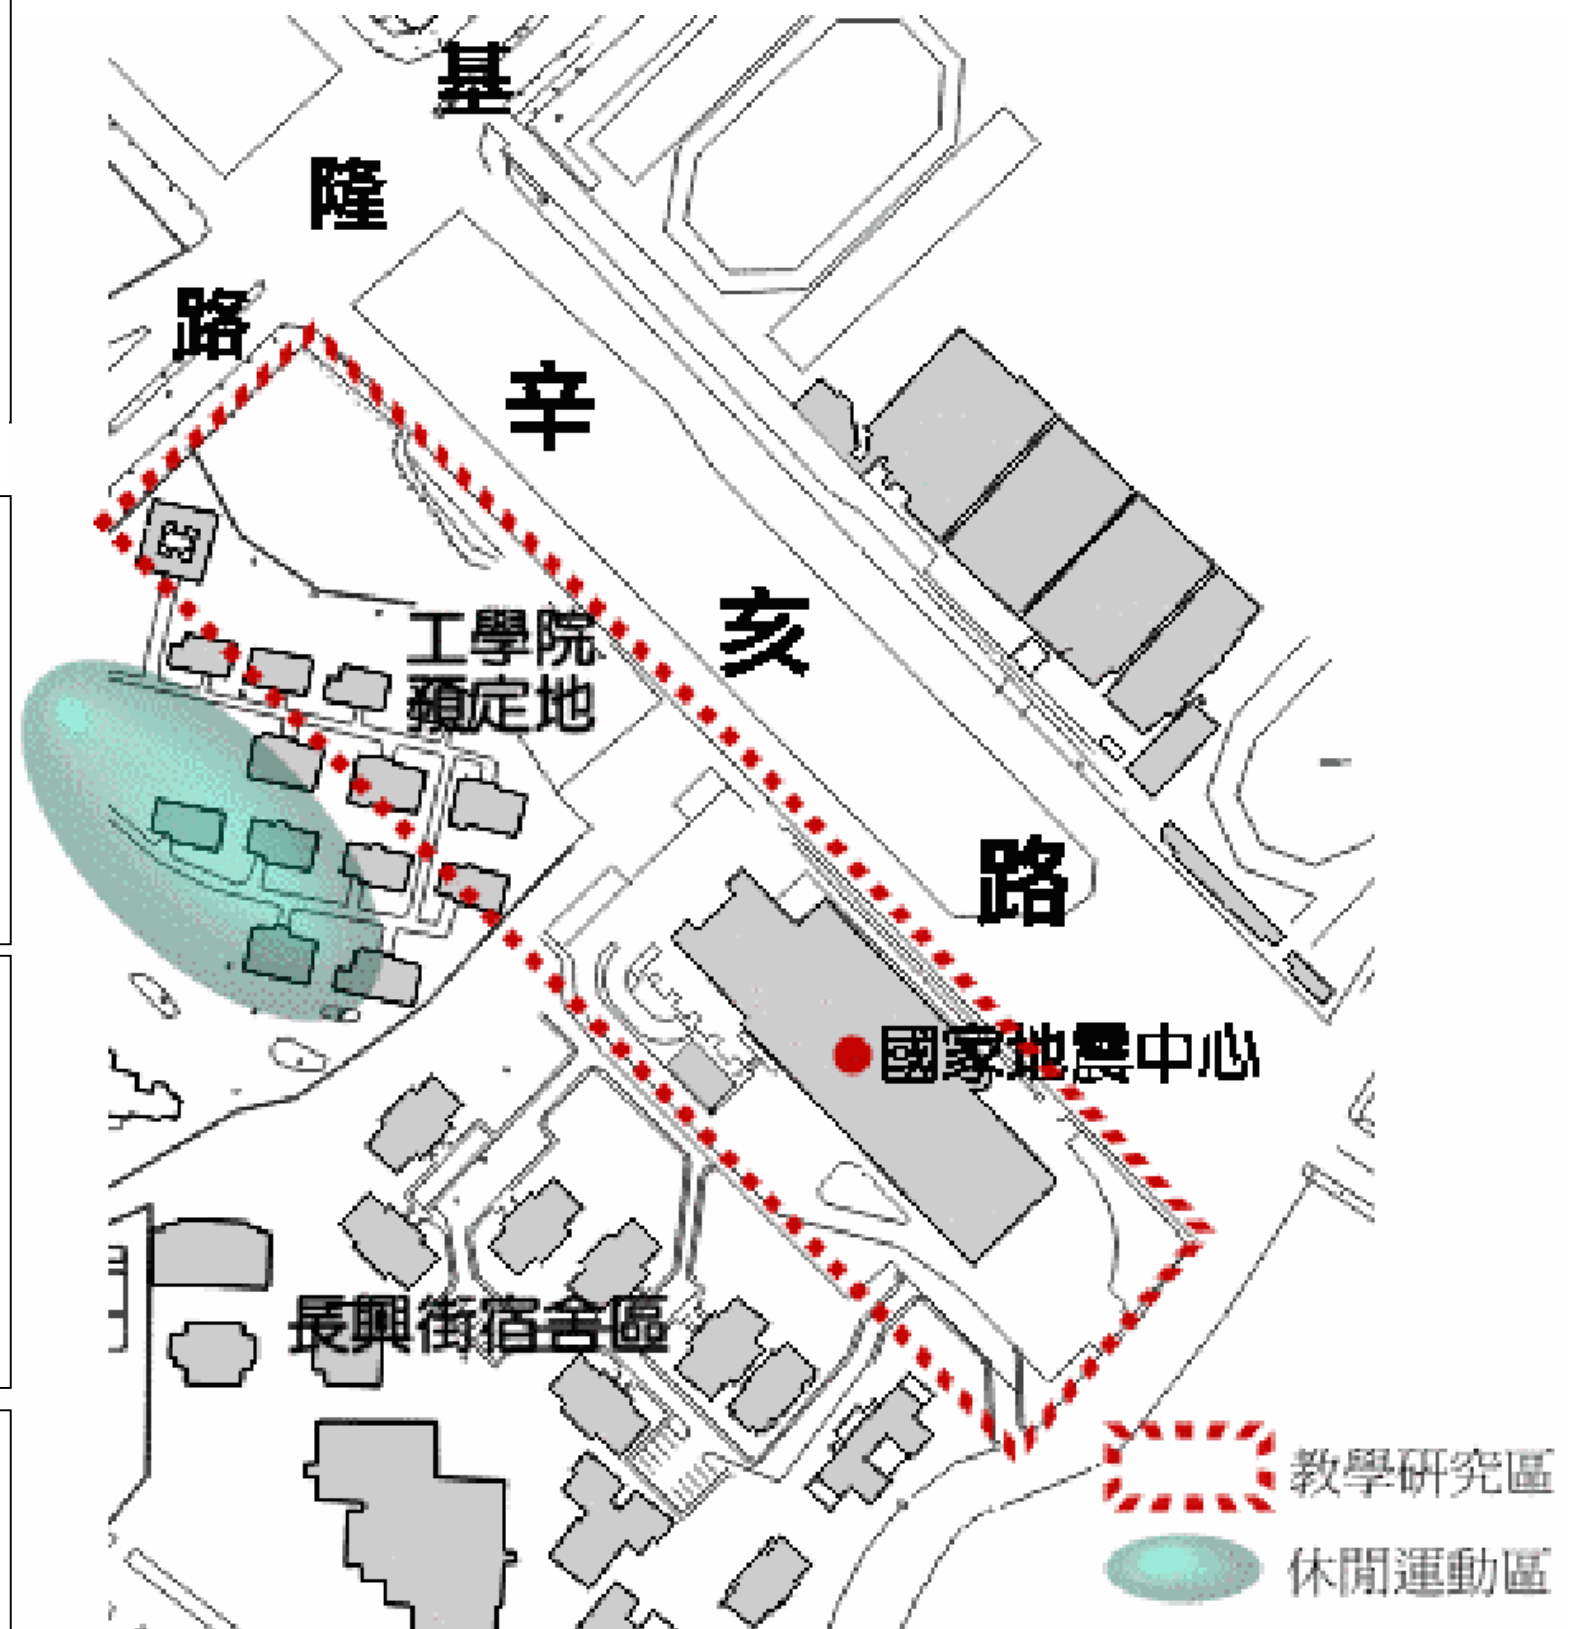 基隆路
辛亥路
工學院
預定地
國家地震中心
長興街宿舍區
教學研究區
休閒運動區